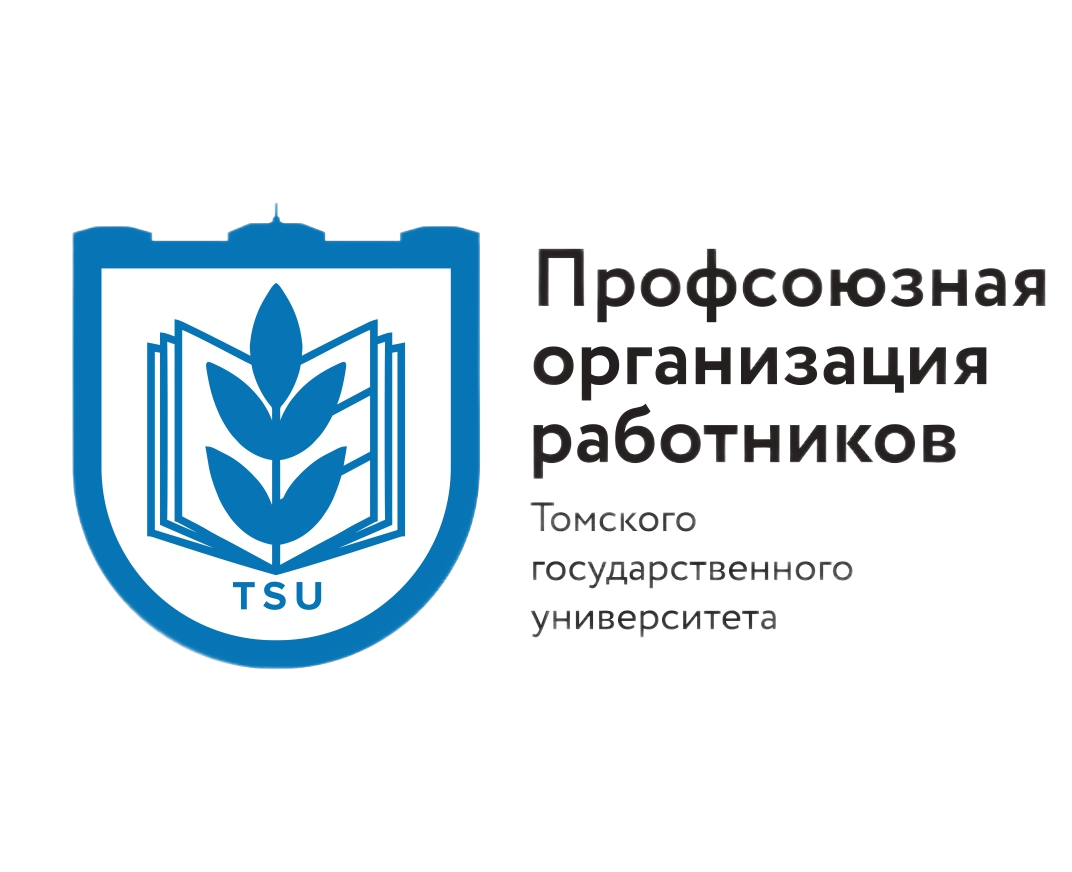 TSU
Профсоюзная
организация
работников
Томского
государственного
университета